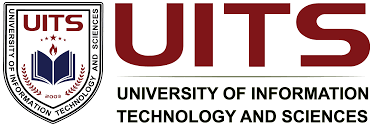 UITS
UNIVERSITY OF INFORMATION TECHNOLOGY AND SCIENCES
2003
UITS
UNIVERSITY OF INFORMATION
TECHNOLOGY AND SCIENCES